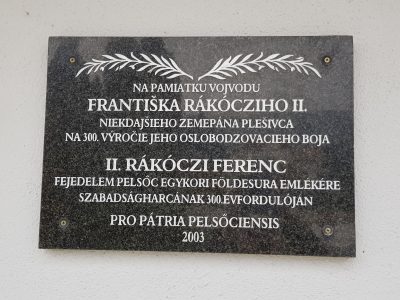 NA PAMIATKU VOJVODU
FRANTIŠKA RÁKÓCZIHO II.
NIEKDAJŠIEHO ZEMEPÁNA PLEŠIVCA
NA 300. VÝROČIE JEHO OSLOBODZOVACIEHO BOJA
II. RÁKÓCZI FERENC
FEJEDELEM PELSŐC EGYKORI FÖLDESURA EMLÉKÉRE
SZABADSÁGHARCÁNAK 300.ÉVFORDULÓJÁN
PRO PÁTRIA PELSŐCIENSIS
2003